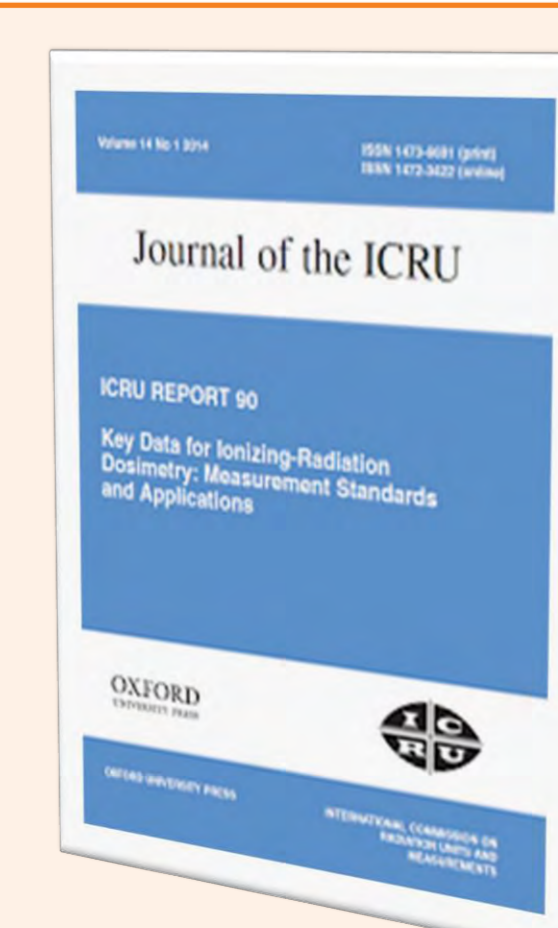 Volume 14 No 1 2014
ISSN 1473-6691 (print)
ISSN 1472-3422 (online)
Journal of the ICRU
ICRU REPORT 90
Key Data for Ionizing-Radiation
Dosimetry: Measurement Standards
and Applications
OXFORD
UNIVERSITY PRESS
I C
R U
OXFORD UNIVERSITY PRESS
INTERNATIONAL COMMISSION ON
RADIATION UNITS AND
MEASUREMENTS